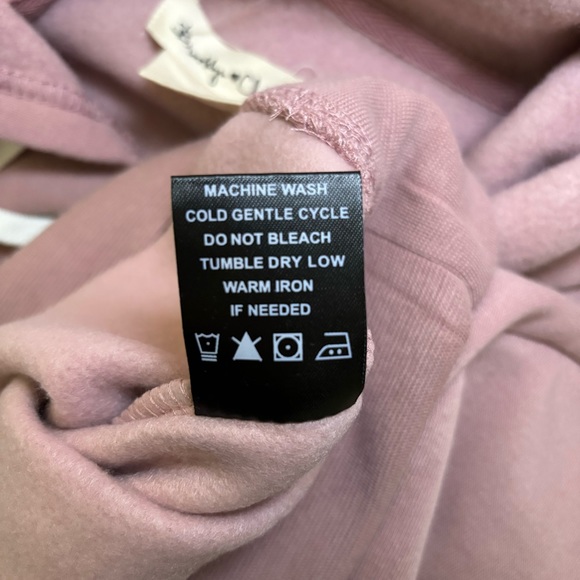 MACHINE WASH
COLD GENTLE CYCLE
DO NOT BLEACH
TUMBLE DRY LOW
WARM IRON
IF NEEDED